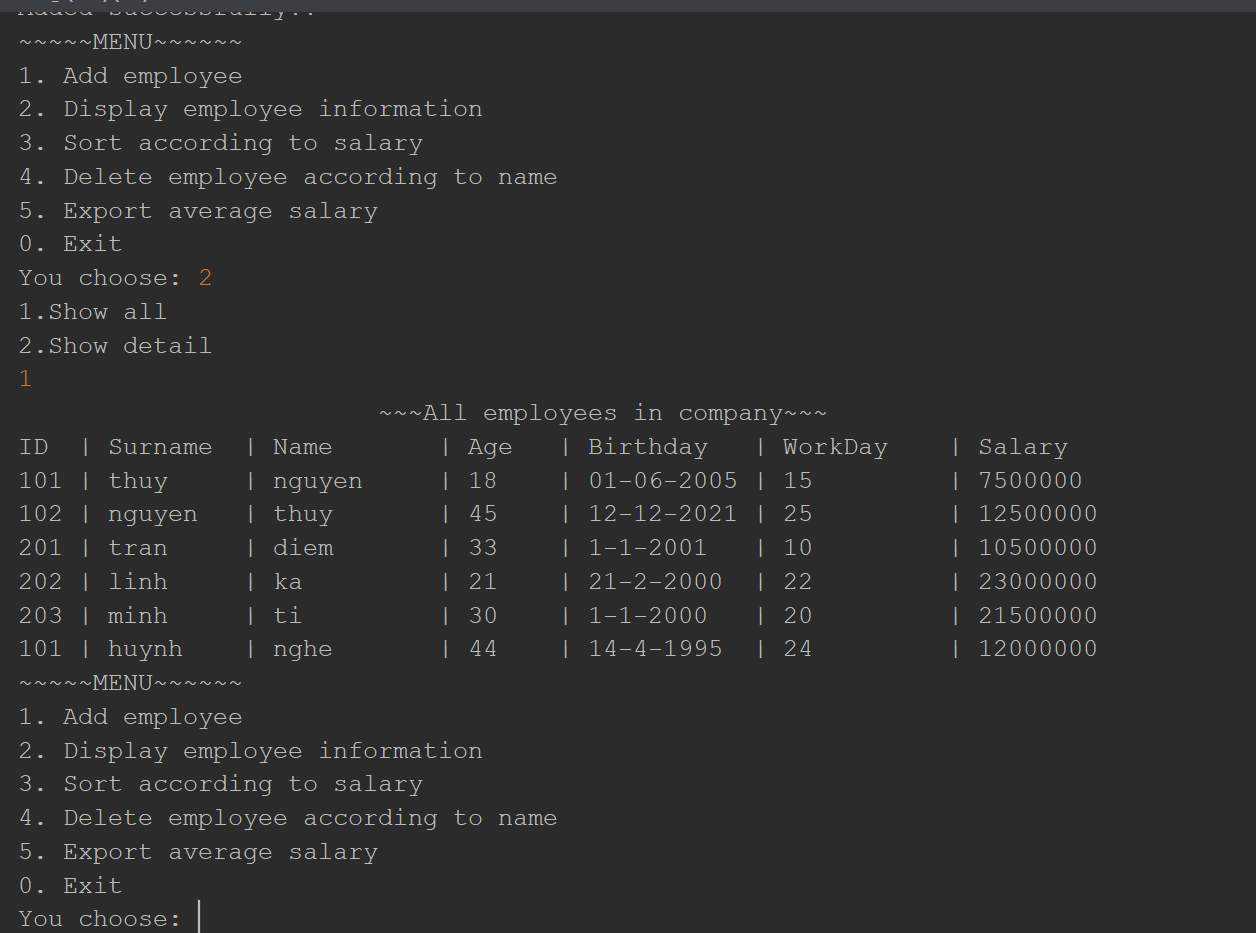 Added successfully!!
~~~~~MENU~~~~~~
1. Add employee
2. Display employee information
3. Sort according to salary
4. Delete employee according to name
5. Export average salary
0. Exit
You choose: 2
1.Show all
2.Show detail
1
~~~All employees in company~~~
ID | Surname | Name | Age | Birthday | WorkDay | Salary
101 | thuy | nguyen | 18 | 01-06-2005 | 15 | 7500000
102 | nguyen | thuy | 45 | 12-12-2021 | 25 | 12500000
201 | tran | diem | 33 | 1-1-2001 | 10 | 10500000
202 | linh | ka | 21 | 21-2-2000 | 22 | 23000000
203 | minh | ti | 30 | 1-1-2000 | 20 | 21500000
101 | huynh | nghe | 44 | 14-4-1995 | 24 | 12000000
~~~~~MENU~~~~~~
1. Add employee
2. Display employee information
3. Sort according to salary
4. Delete employee according to name
5. Export average salary
0. Exit
You choose: